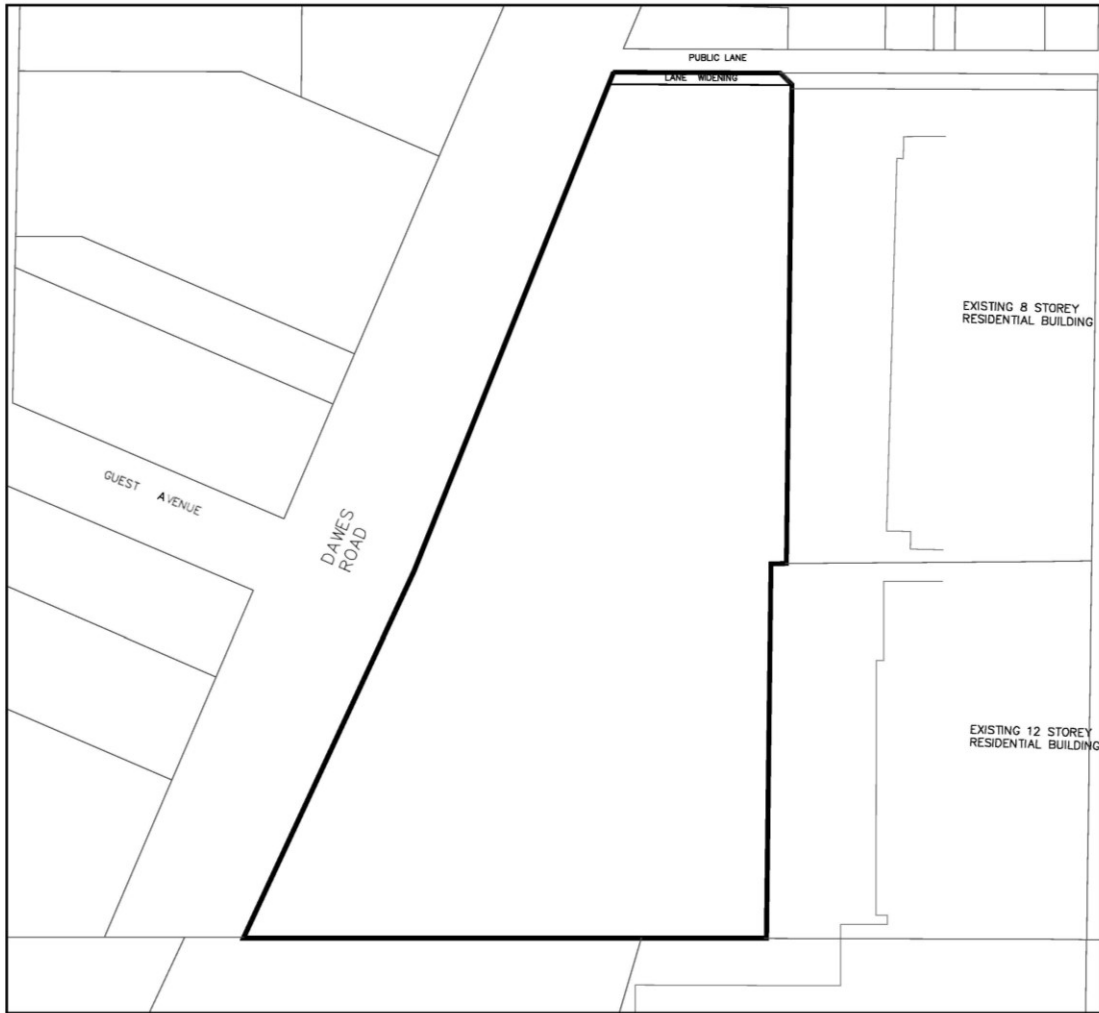 PUBLIC LANE
LANE WIDENING
EXISTING 8 STOREY
RESIDENTIAL BUILDING
GUEST AVENUE
DAWES
ROAD
EXISTING 12 STOREY
RESIDENTIAL BUILDING